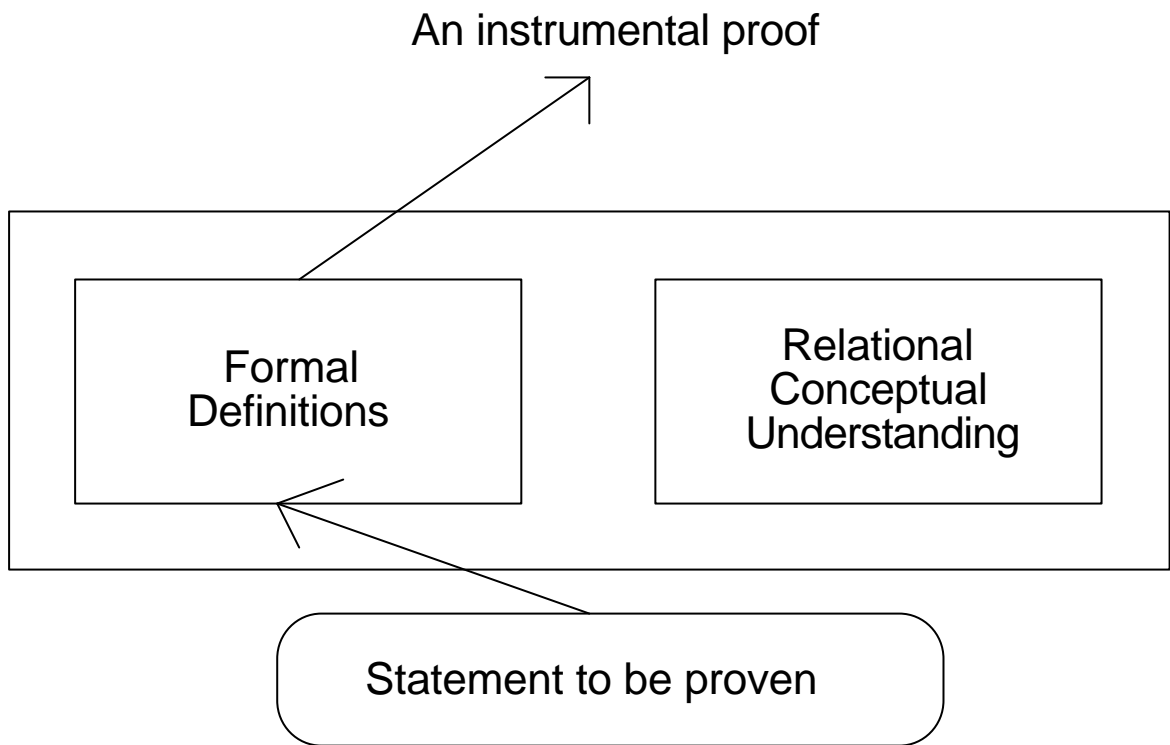 An instrumental proof
Formal
Definitions
Relational
Conceptual
Understanding
Statement to be proven